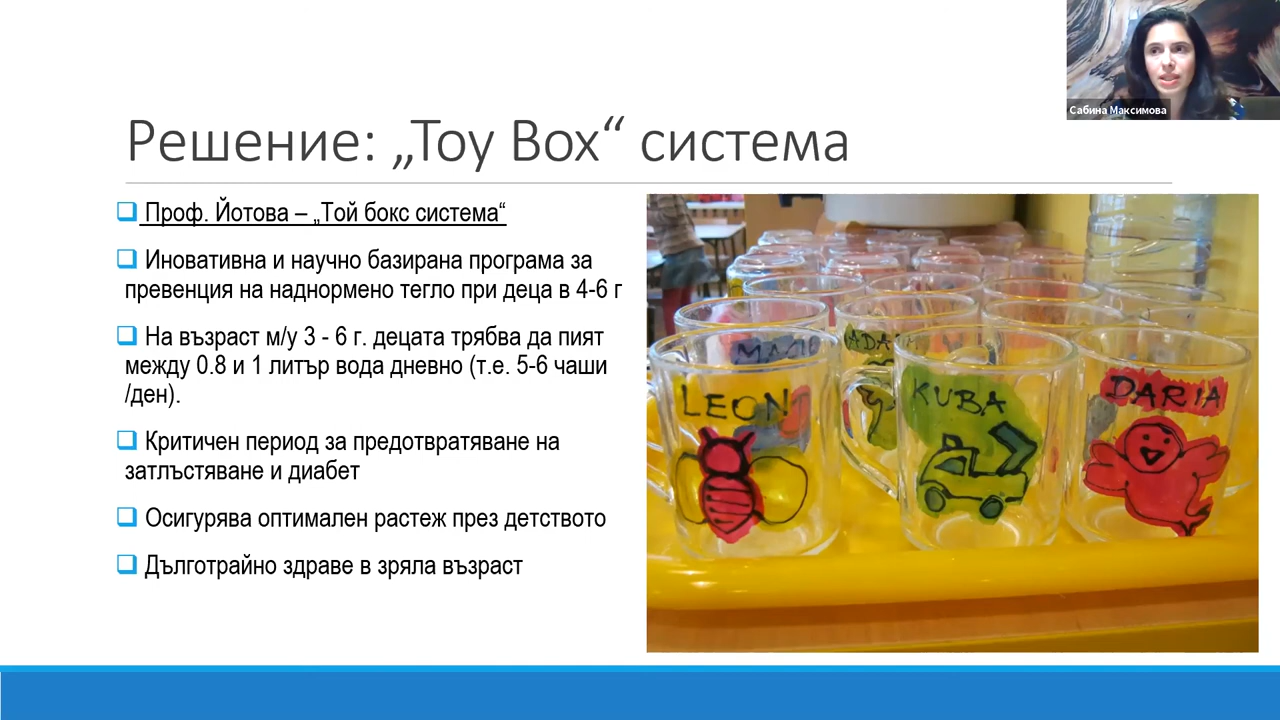 Сабина Максимова
Решение: „Toy Box“ система
Проф. Йотова – „Той бокс система“
Иновативна и научно базирана програма за
превенция на наднормено тегло при деца в 4-6 г
На възраст м/у 3 - 6 г. децата трябва да пият
между 0.8 и 1 литър вода дневно (т.е. 5-6 чаши
/ден).
Критичен период за предотвратяване на
затлъстяване и диабет
Осигурява оптимален растеж през детството
Дълготрайно здраве в зряла възраст
LEON
KUBA
DARIA